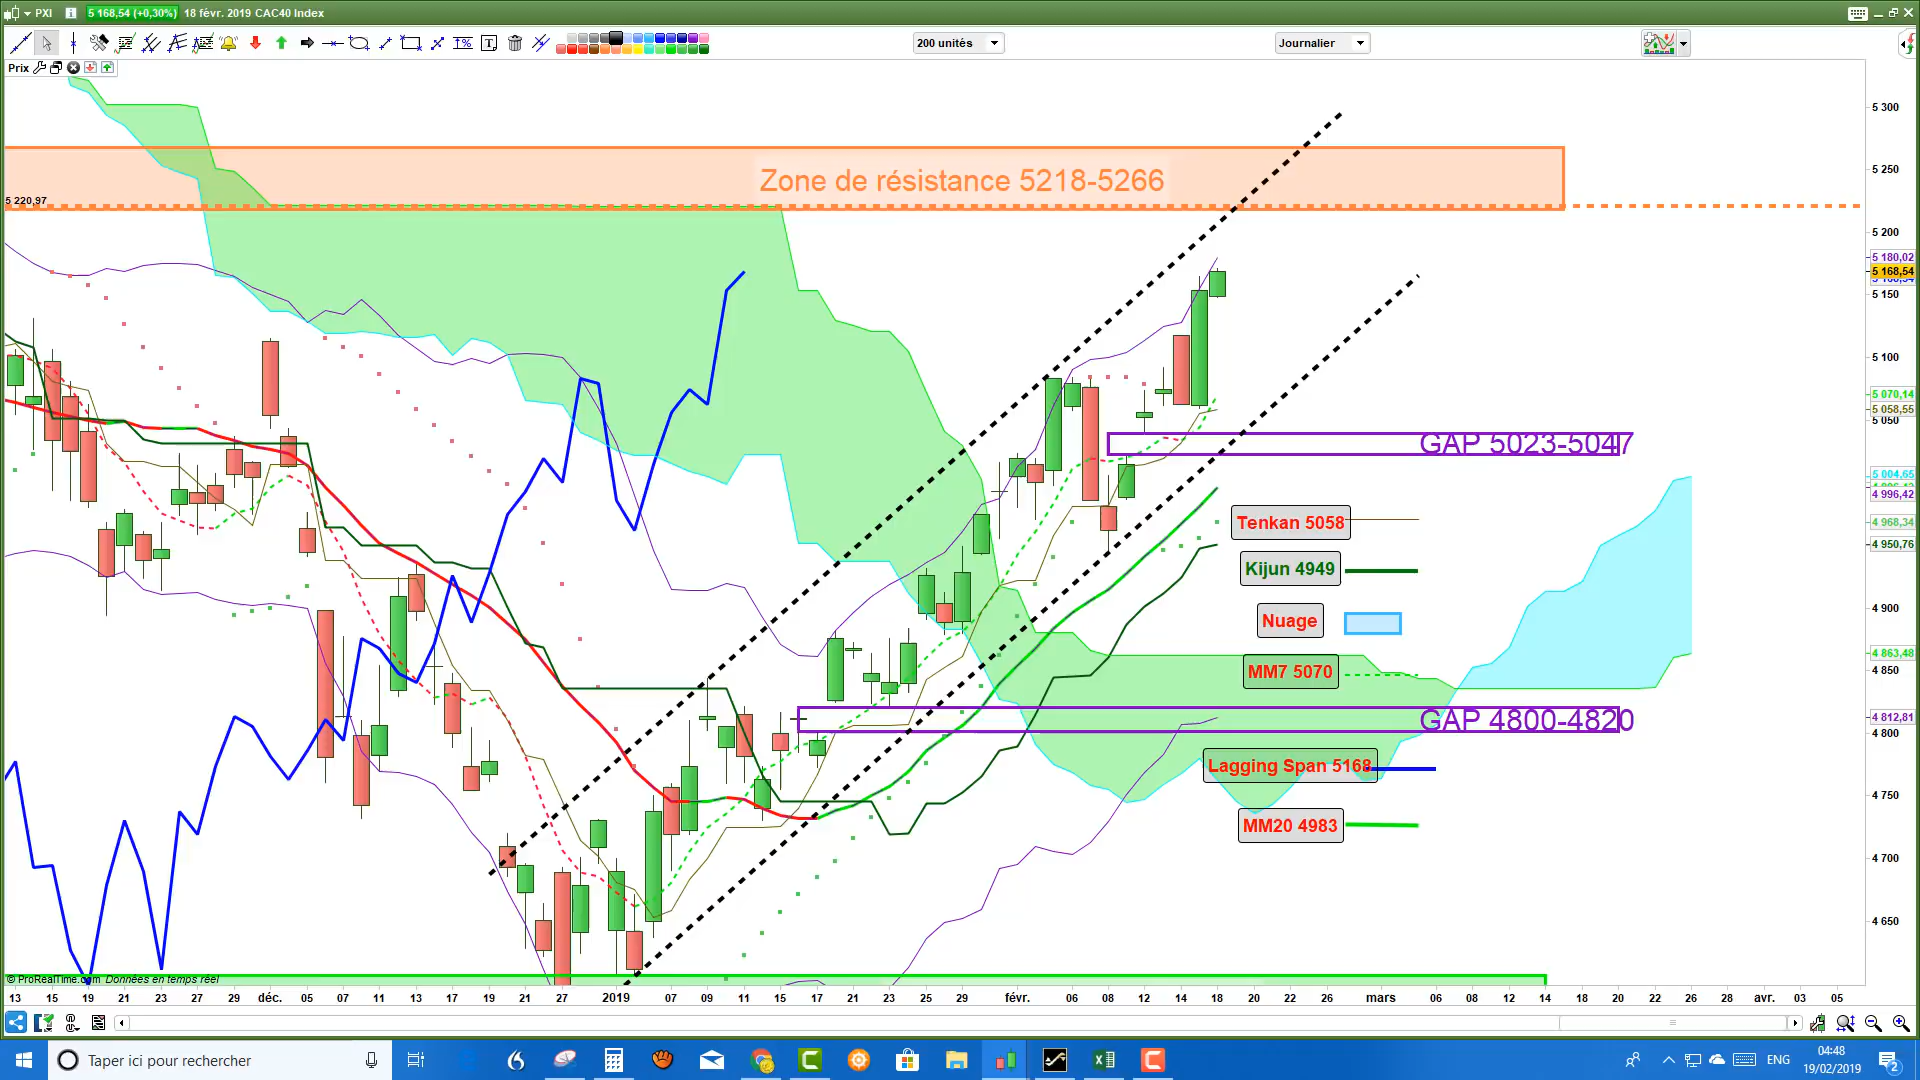 PXI 5 168,54 (+0,30%) 18 févr. 2019 CAC40 Index
200 unités
Journalier
Prix
5 300
Zone de résistance 5218-5266
5 250
5 220,97
5 200
5 180,02
5 168,54
5 150
5 100
5 070,14
5 058,55
5 050
GAP 5023-5047
5 004,65
4 996,42
Tenkan 5058
4 968,34
4 950,76
Kijun 4949
4 900
Nuage
4 863,48
4 850
MM7 5070
4 812,81
GAP 4800-4820
4 800
Lagging Span 5168
4 750
MM20 4983
4 700
4 650
© ProRealTime.com Données en temps réel
13 15 19 21 23 27 29 déc. 05 07 11 13 17 19 21 27 2019 07 09 11 15 17 21 23 25 29 févr. 06 08 12 14 18 20 22 26 mars 06 08 12 14 18 20 22 26 28 avr. 03 05
Taper ici pour rechercher
ENG
04:48
19/02/2019
2